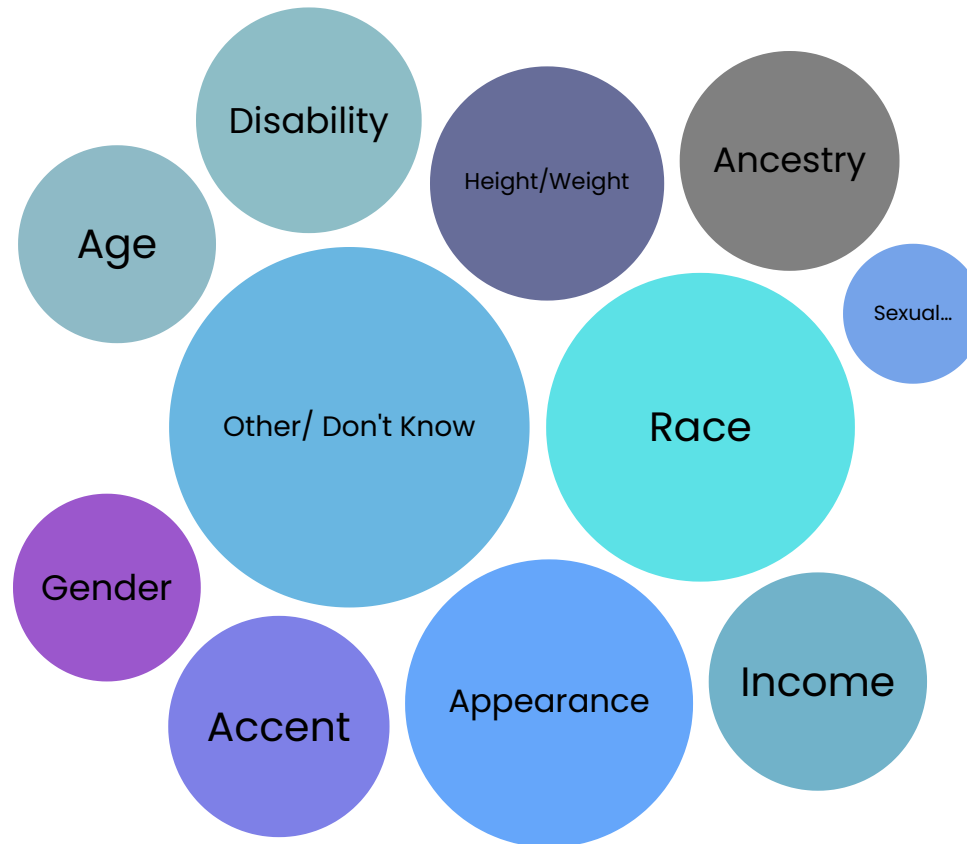 Disability
Ancestry
Height/Weight
Age
Sexual...
Other/ Don't Know
Race
Gender
Income
Appearance
Accent